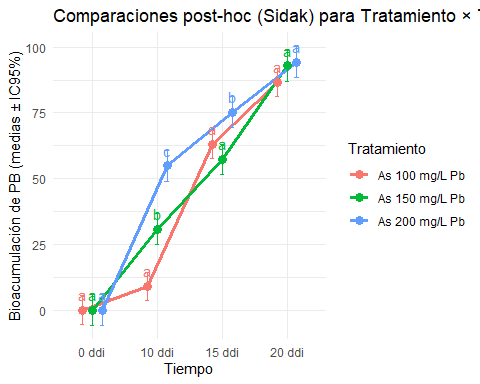 Comparaciones post-hoc (Sidak) para Tratamiento × T
Bioacumulación de PB (medias ± IC95%)
100
75
50
25
0
a a a
a b c
a a b
a a a
0 ddi 10 ddi 15 ddi 20 ddi
Tiempo
Tratamiento
As 100 mg/L Pb
As 150 mg/L Pb
As 200 mg/L Pb